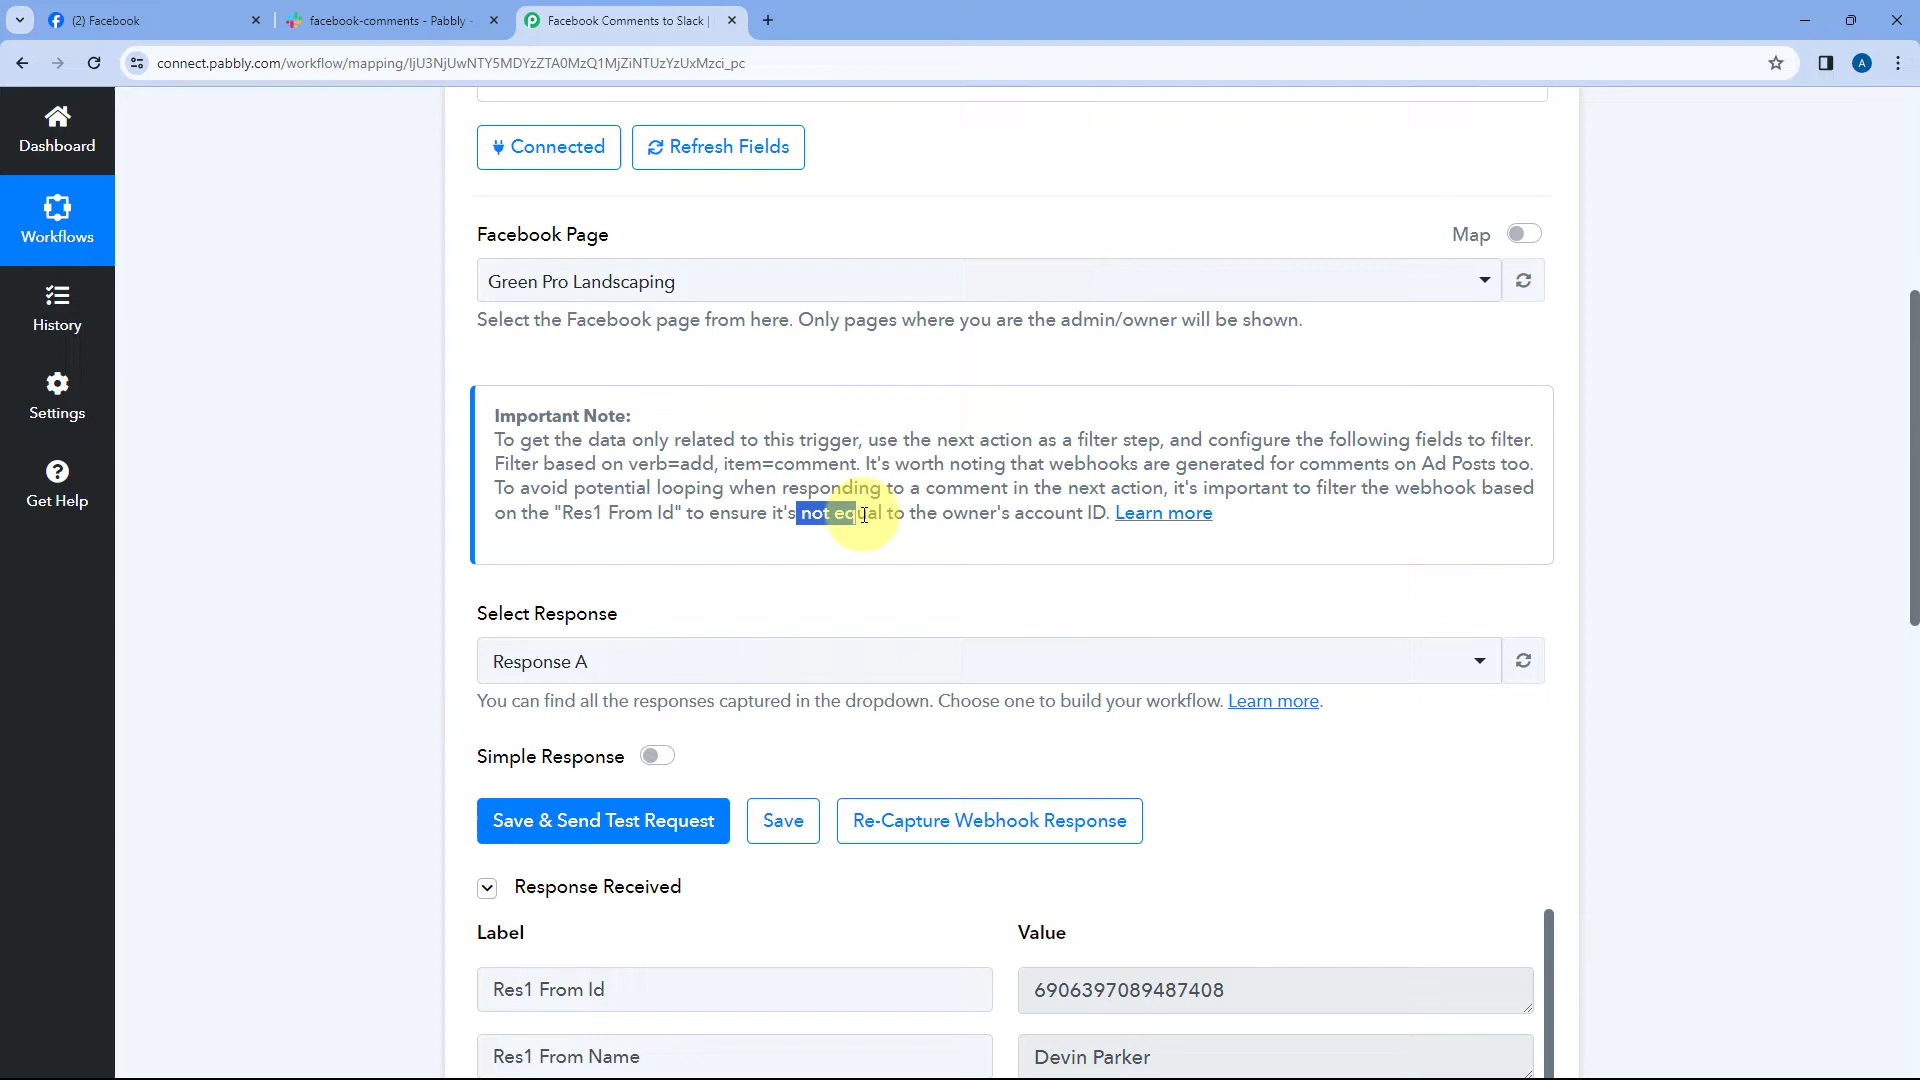 (2) Facebook
facebook-comments - Pabbly -
Facebook Comments to Slack |
connect.pabbly.com/workflow/mapping/IjU3NjUwNTY5MDYzZTA0MzQ1MjZiNTUzYzUxMzci_pc
A
Dashboard
Workflows
History
Settings
Get Help
Connected
Refresh Fields
Facebook Page
Map
Green Pro Landscaping
Select the Facebook page from here. Only pages where you are the admin/owner will be shown.
Important Note:
To get the data only related to this trigger, use the next action as a filter step, and configure the following fields to filter.
Filter based on verb=add, item=comment. It's worth noting that webhooks are generated for comments on Ad Posts too.
To avoid potential looping when responding to a comment in the next action, it's important to filter the webhook based
on the "Res1 From Id" to ensure it's not equal to the owner's account ID. Learn more
Select Response
Response A
You can find all the responses captured in the dropdown. Choose one to build your workflow. Learn more.
Simple Response
Save & Send Test Request
Save
Re-Capture Webhook Response
Response Received
Label
Value
Res1 From Id
6906397089487408
Res1 From Name
Devin Parker